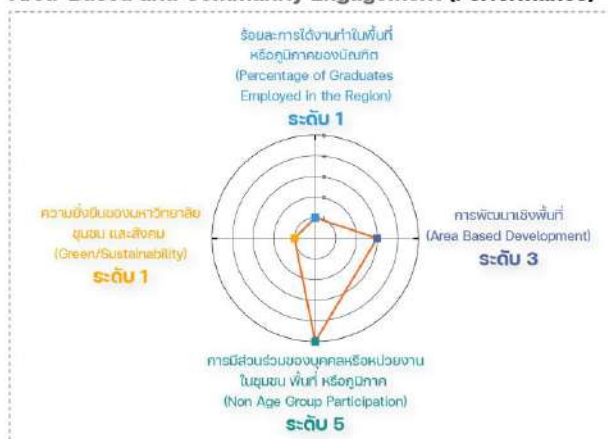 Area-Based and Community Engagement (Performance)
ร้อยละการได้งานทำในพื้นที่
หรือภูมิภาคของบัณฑิต
(Percentage of Graduates
Employed in the Region)
ระดับ 1
ความยั่งยืนของมหาวิทยาลัย
ชุมชน และสังคม
(Green/Sustainability)
ระดับ 1
การพัฒนาเชิงพื้นที่
(Area Based Development)
ระดับ 3
การมีส่วนร่วมของบุคคลหรือหน่วยงาน
ในชุมชน พื้นที่ หรือภูมิภาค
(Non Age Group Participation)
ระดับ 5